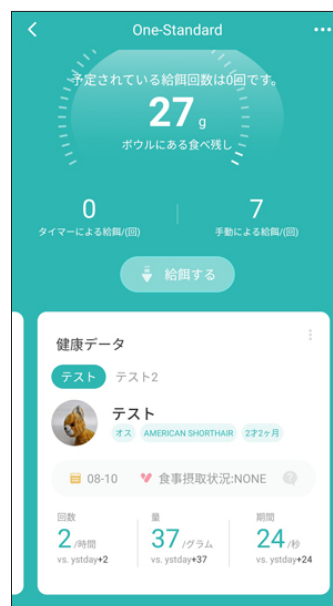 One-Standard
予定されている給餌回数は0回です。
27 g
ボウルにある食べ残し
0 7
タイマーによる給餌/(回) 手動による給餌/(回)
給餌する
健康データ
テスト テスト2
テスト
オス AMERICAN SHORTHAIR 2才2ヶ月
08-10 食事摂取状況:NONE
回数 量 期間
2 /時間 37 /グラム 24 /秒
vs. ystday+2 vs. ystday+37 vs. ystday+24